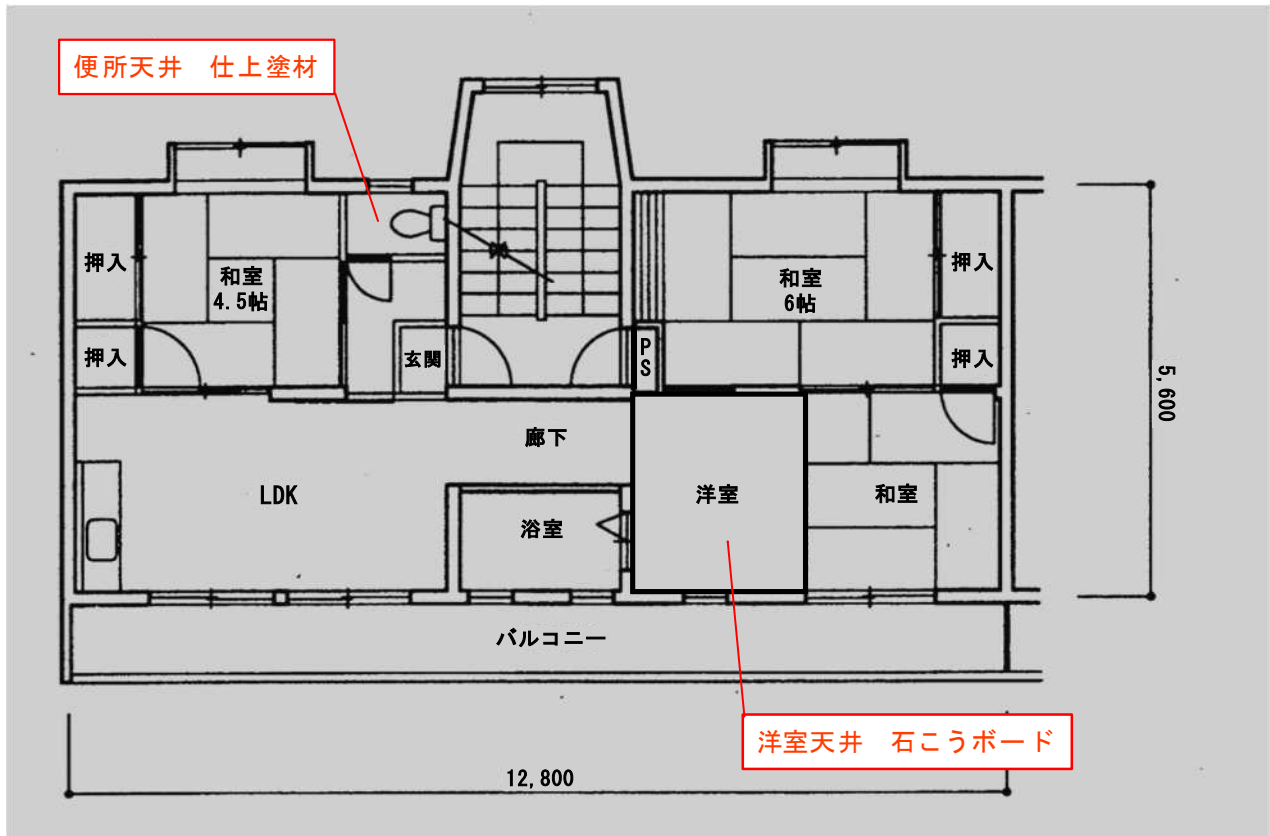 便所天井　仕上塗材
押入
和室
4.5帖
和室
6帖
押入
押入
玄関
PS
押入
5,600
廊下
LDK
浴室
洋室
和室
バルコニー
洋室天井　石こうボード
12,800